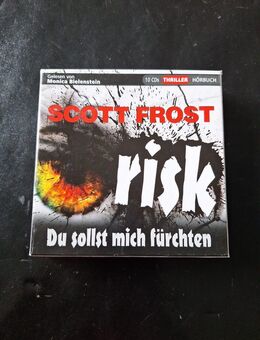 Gelesen von
Monica Bielenstein
10 CDs THRILLER HÖRBUCH
SCOTT FROST
risk
Du sollst mich fürchten